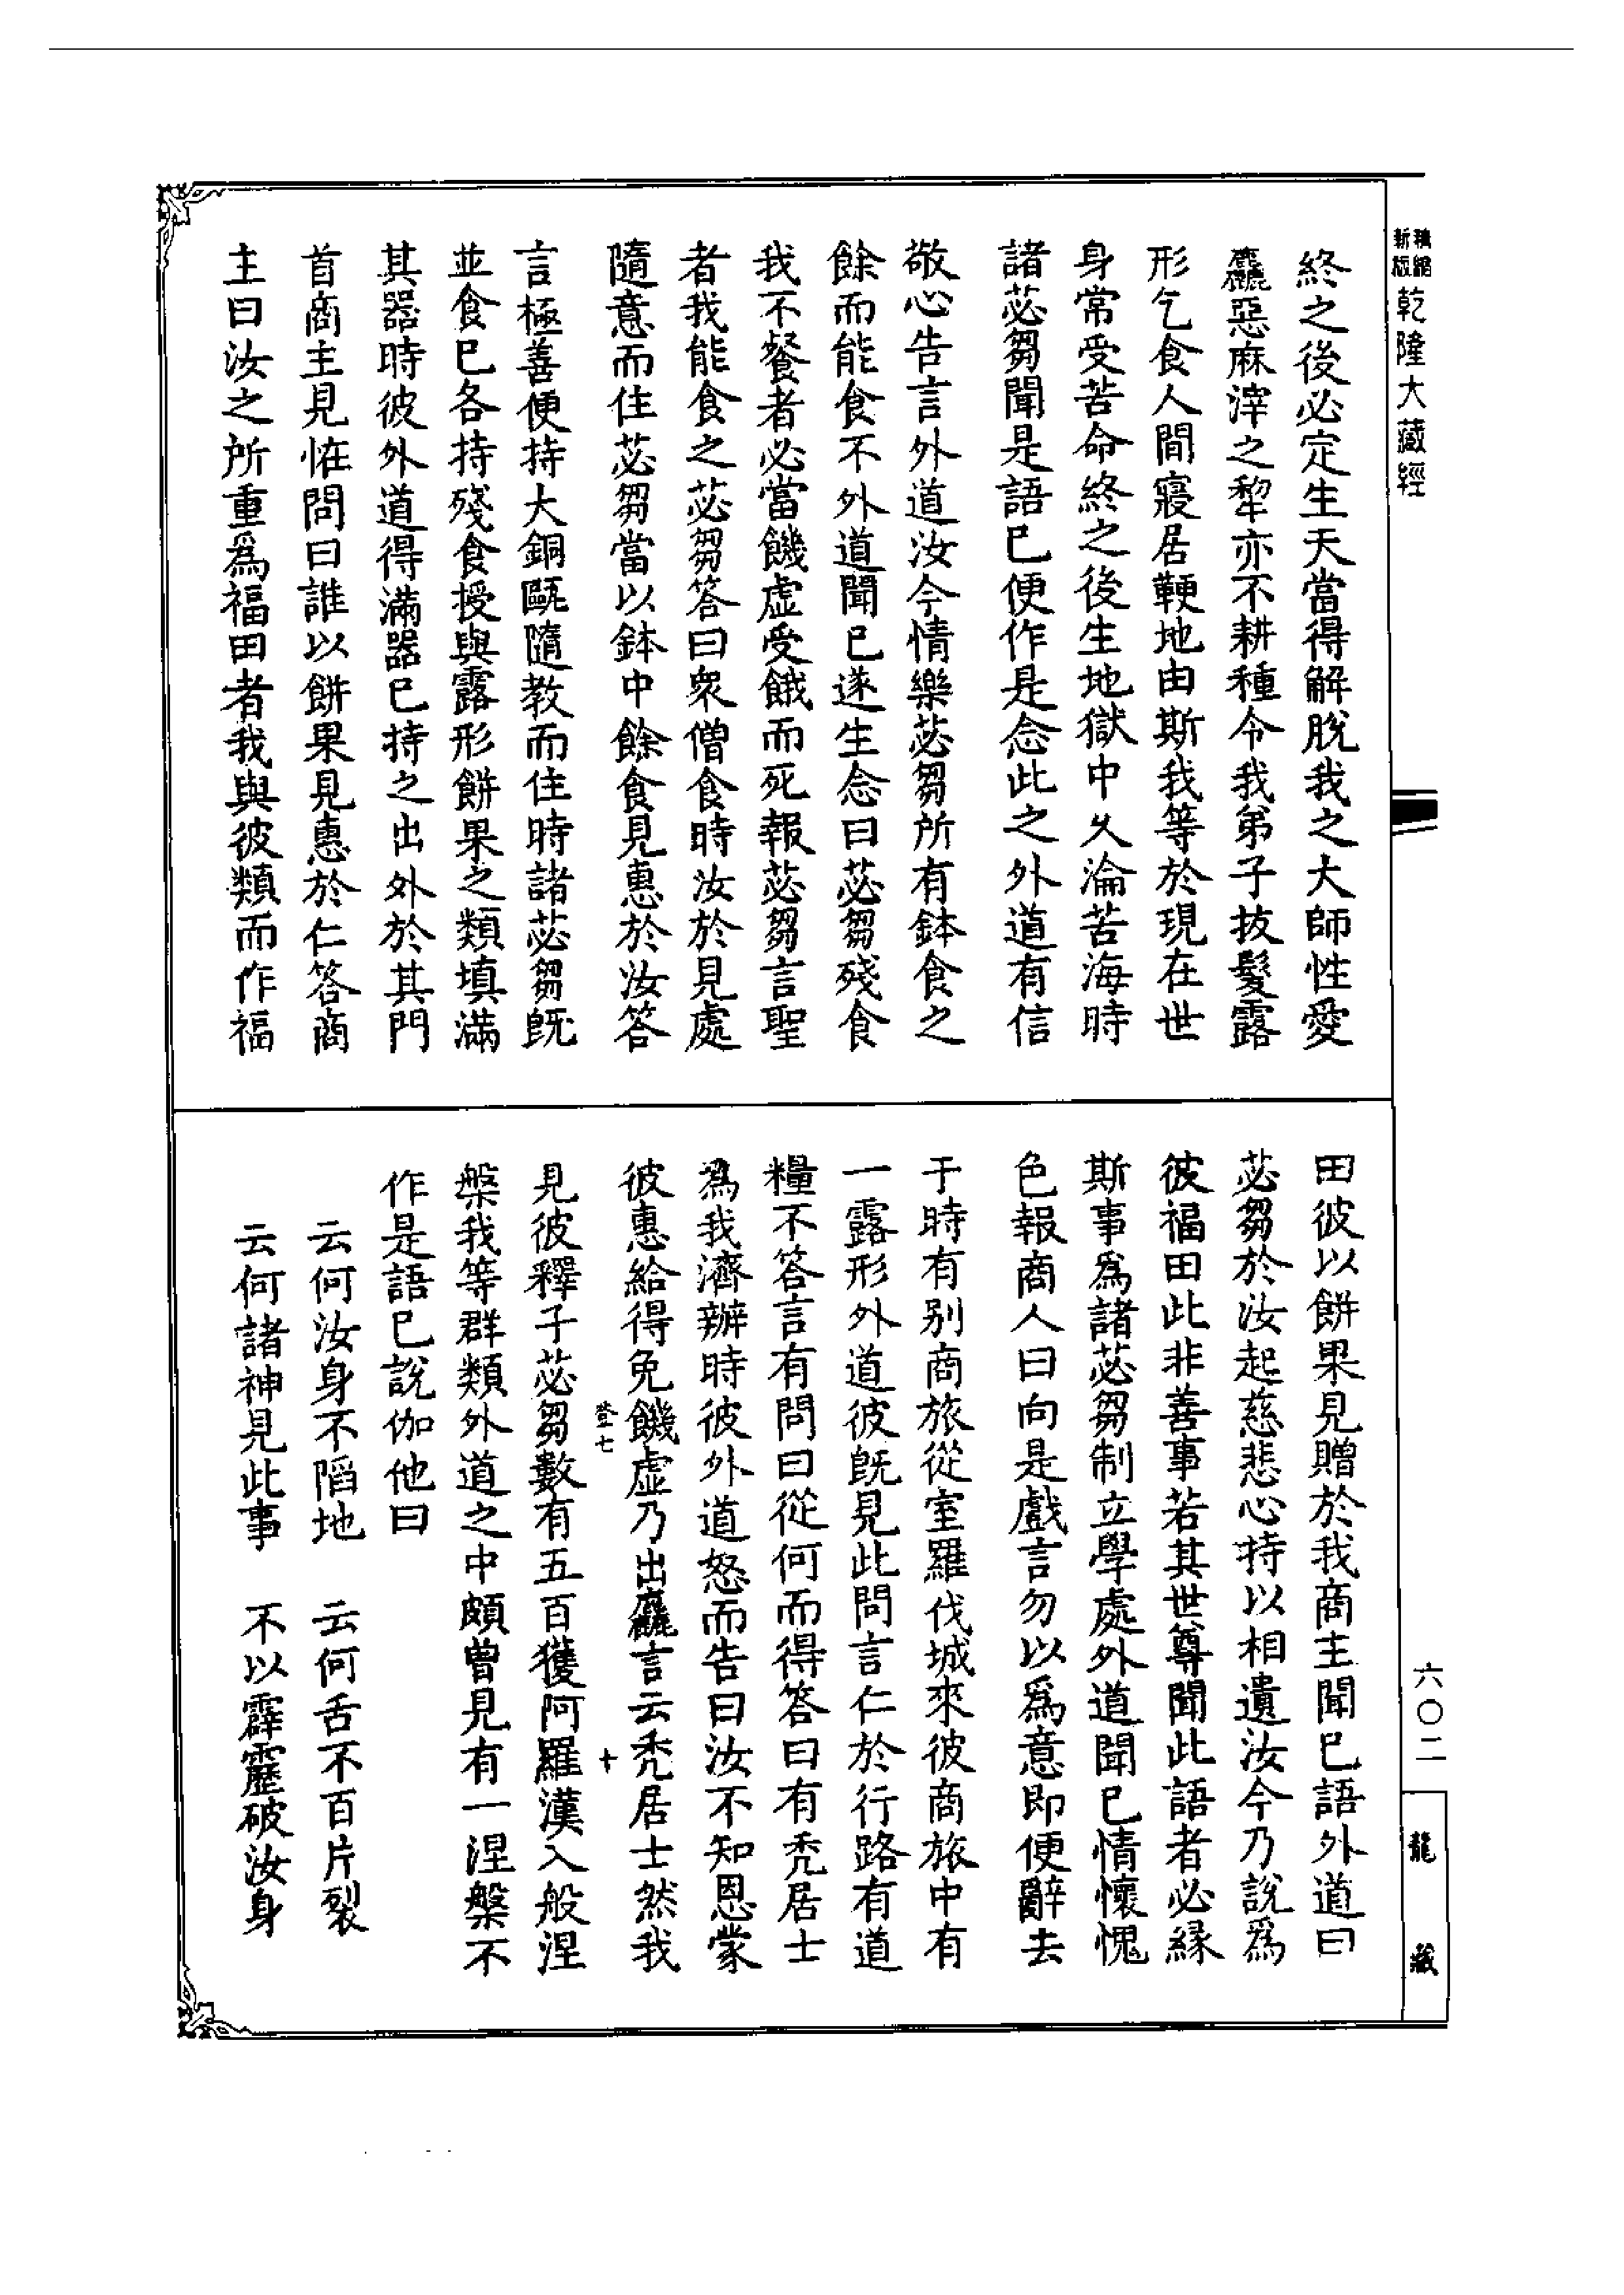 精縮新版乾隆大藏經
終之後必定生天當得解脫我之大師性愛
麤惡麻滓之犂亦不耕種令我弟子拔髮露
形乞食人間寢居鞕地由斯我等於現在世
身常受苦命終之後生地獄中乆淪苦海時
諸苾芻聞是語已便作是念此之外道有信
敬心告言外道汝今情樂苾芻所有鉢食之
餘而能食不外道聞已遂生念曰苾芻殘食
我不餐者必當饑虛受餓而死報苾芻言聖
者我能食之苾芻答曰衆僧食時汝於見處
隨意而住苾芻當以鉢中餘食見惠於汝答
言極善便持大銅甌隨教而住時諸苾芻旣
並食已各持殘食授與露形餅果之類填滿
其器時彼外道得滿器已持之出外於其門
首商主見恠問曰誰以餅果見惠於仁答商
主曰汝之所重爲福田者我與彼類而作福
田彼以餅果見贈於我商主聞已語外道曰
苾芻於汝起慈悲心持以相遺汝今乃說爲
彼福田此非善事若其世尊聞此語者必緣
斯事爲諸苾芻制立學處外道聞已情懷愧
色報商人曰向是戲言勿以爲意即便辭去
于時有別商旅從室羅伐城來彼商旅中有
一露形外道彼旣見此問言仁於行路有道
糧不答言有問曰從何而得答曰有禿居士
爲我濟辦時彼外道怒而告曰汝不知恩蒙
彼惠給得免饑虛乃出麤言云禿居士然我
登七
十
見彼釋子苾芻數有五百獲阿羅漢入般涅
槃我等群類外道之中頗曾見有一涅槃不
作是語已說伽他曰
云何汝身不陷地　云何舌不百片裂
云何諸神見此事　不以霹靂破汝身
六〇二
龍藏